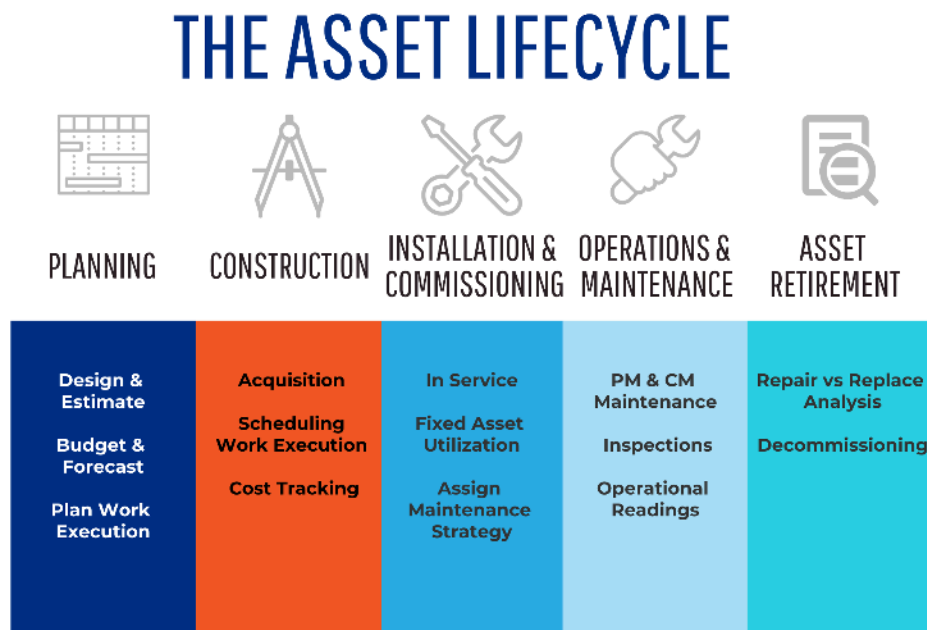 THE ASSET LIFECYCLE
PLANNING
CONSTRUCTION
INSTALLATION &
COMMISSIONING
OPERATIONS &
MAINTENANCE
ASSET
RETIREMENT
Design &
Estimate
Budget &
Forecast
Plan Work
Execution
Acquisition
Scheduling
Work Execution
Cost Tracking
In Service
Fixed Asset
Utilization
Assign
Maintenance
Strategy
PM & CM
Maintenance
Inspections
Operational
Readings
Repair vs Replace
Analysis
Decommissioning